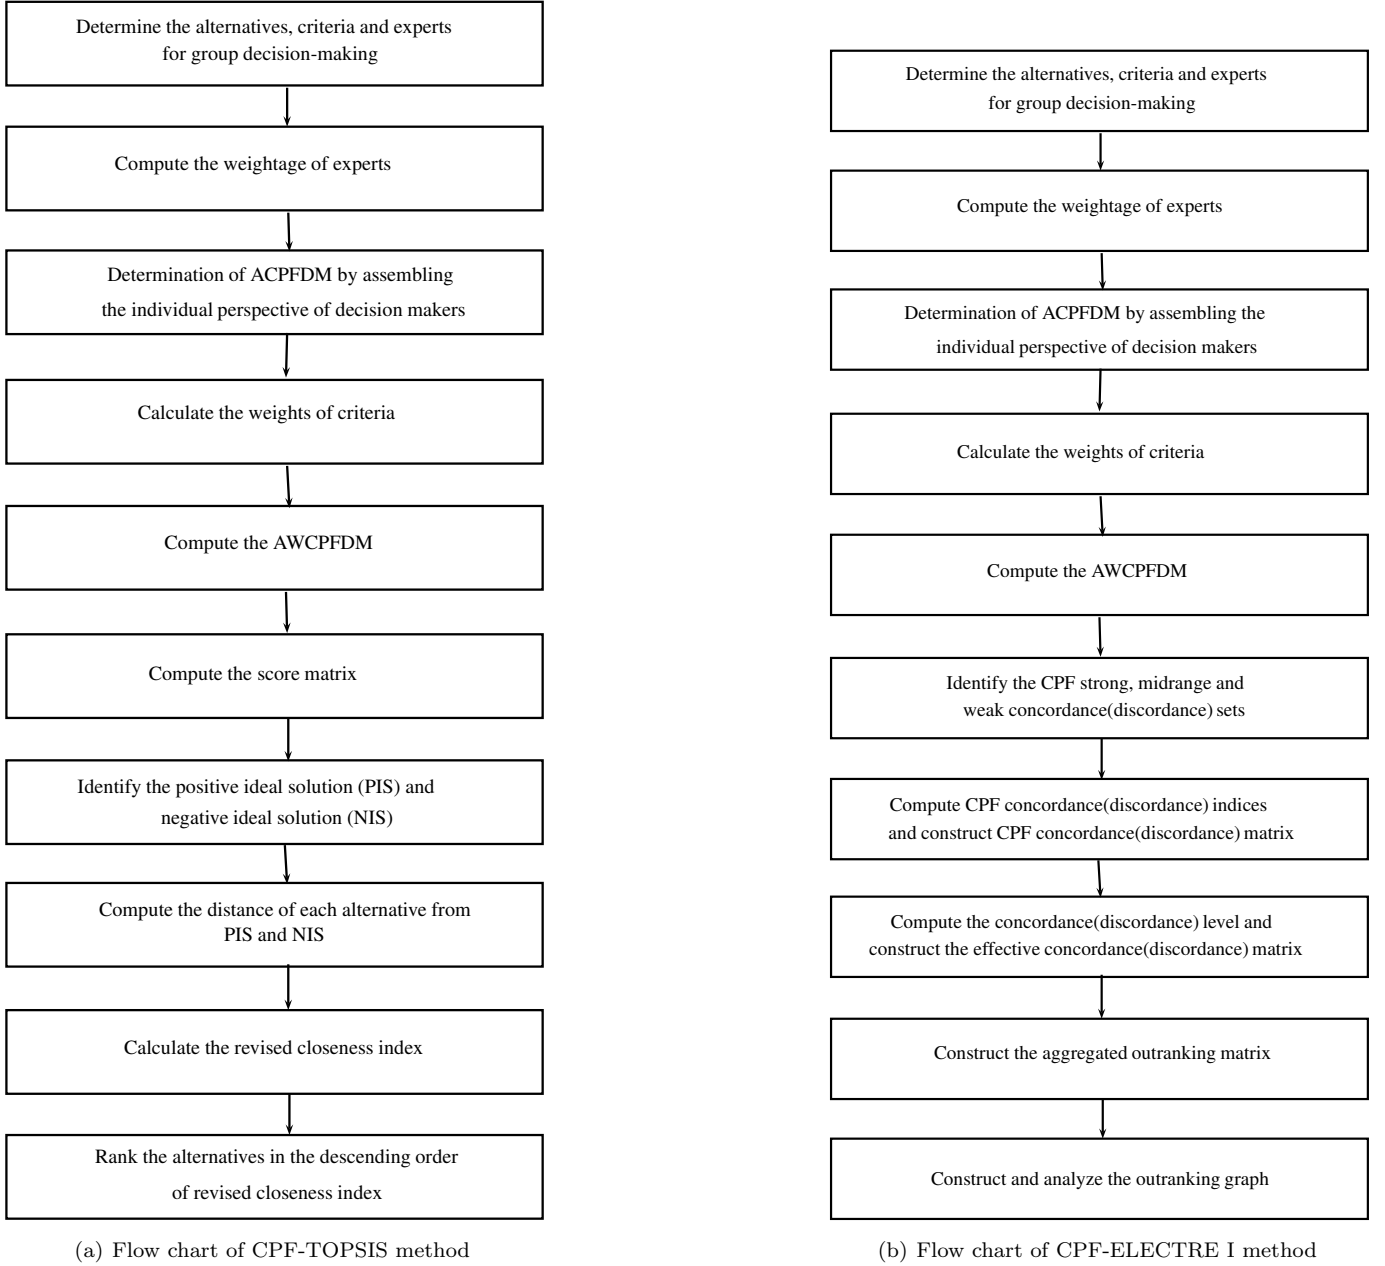 Determine the alternatives, criteria and experts
for group decision-making
Compute the weightage of experts
Determination of ACPFDM by assembling
the individual perspective of decision makers
Calculate the weights of criteria
Compute the AWCPFDM
Compute the score matrix
Identify the positive ideal solution (PIS) and
negative ideal solution (NIS)
Compute the distance of each alternative from
PIS and NIS
Calculate the revised closeness index
Rank the alternatives in the descending order
of revised closeness index
(a) Flow chart of CPF-TOPSIS method
Determine the alternatives, criteria and experts
for group decision-making
Compute the weightage of experts
Determination of ACPFDM by assembling the
individual perspective of decision makers
Calculate the weights of criteria
Compute the AWCPFDM
Identify the CPF strong, midrange and
weak concordance(discordance) sets
Compute CPF concordance(discordance) indices
and construct CPF concordance(discordance) matrix
Compute the concordance(discordance) level and
construct the effective concordance(discordance) matrix
Construct the aggregated outranking matrix
Construct and analyze the outranking graph
(b) Flow chart of CPF-ELECTRE I method